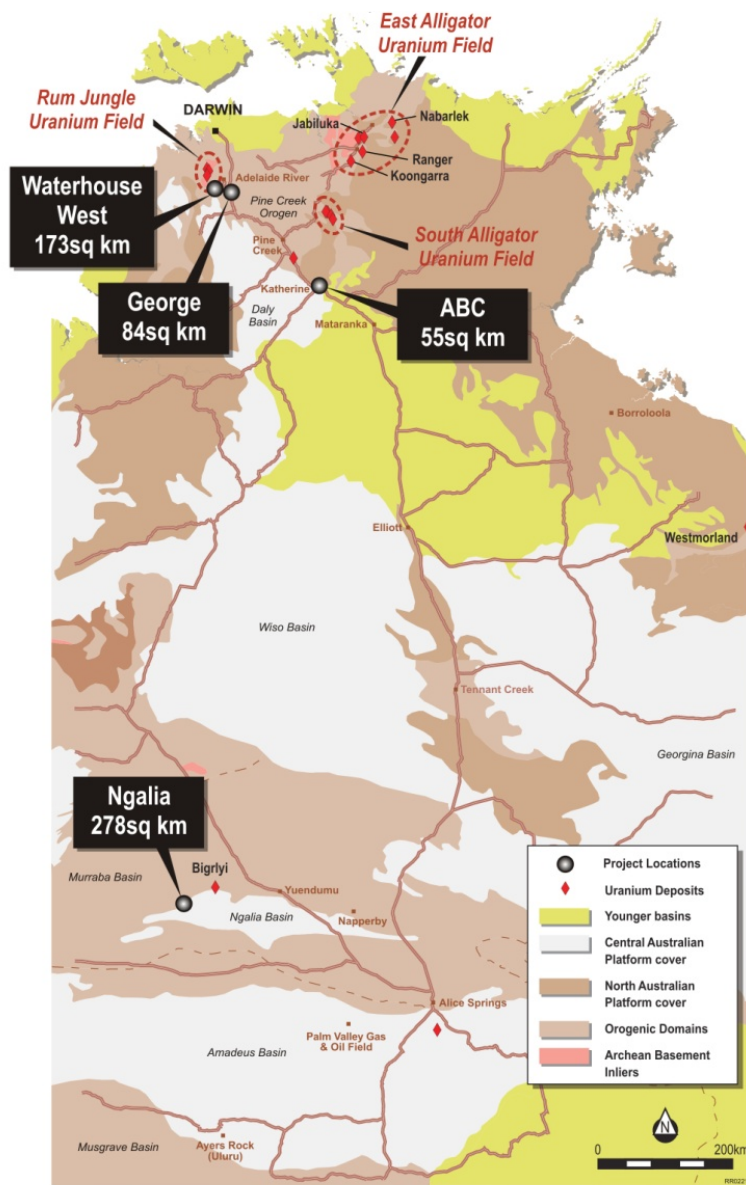 East Alligator
Uranium Field
Rum Jungle
Uranium Field
DARWIN
Jabiluka
Nabarlek
Ranger
Koongarra
Adelaide River
Waterhouse
West
173sq km
Pine Creek
Orogen
South Alligator
Uranium Field
Pine
Creek
George
84sq km
Katherine
Daly
Basin
ABC
55sq km
Mataranka
Borroloola
Elliott
Westmorland
Wiso Basin
Tennant Creek
Georgina Basin
Ngalia
278sq km
Murraba Basin
Bigrlyi
Yuendumu
Ngalia Basin
Napperby
Alice Springs
Palm Valley Gas
& Oil Field
Amadeus Basin
Musgrave Basin
Ayers Rock
(Uluru)
Project Locations
Uranium Deposits
Younger basins
Central Australian
Platform cover
North Australian
Platform cover
Orogenic Domains
Archean Basement
Inliers
N
0 200km